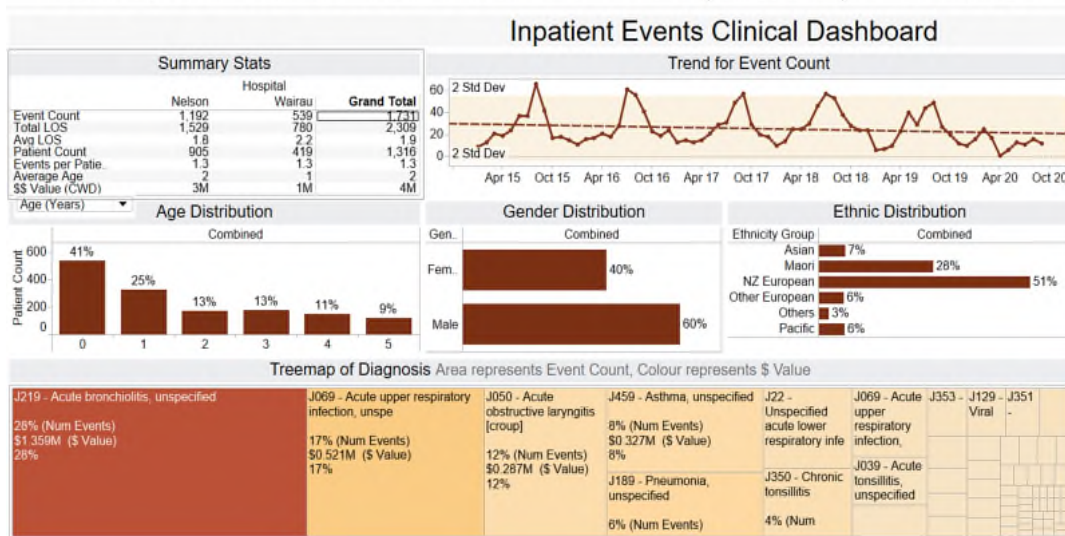 Inpatient Events Clinical Dashboard
Summary Stats
Hospital
Nelson Wairau Grand Total
Event Count 1,192 539 1,731
Total LOS 1,529 780 2,309
Avg LOS 1.8 2.2 1.9
Patient Count 905 419 1,316
Events per Patie.. 1.3 1.3 1.3
Average Age 2 1 2
$$ Value (CWD) 3M 1M 4M
Trend for Event Count
2 Std Dev
60
40
20
0
2 Std Dev
Apr 15 Oct 15 Apr 16 Oct 16 Apr 17 Oct 17 Apr 18 Oct 18 Apr 19 Oct 19 Apr 20 Oct 20
Age (Years)
Age Distribution
Combined
Patient Count
600
400
200
0
41% 25% 13% 13% 11% 9%
0 1 2 3 4 5
Gender Distribution
Gen.. Combined
Fem.. 40%
Male 60%
Ethnic Distribution
Ethnicity Group Combined
Asian 7%
Maori 28%
NZ European 51%
Other European 6%
Others 3%
Pacific 6%
Treemap of Diagnosis Area represents Event Count, Colour represents $ Value
J219 - Acute bronchiolitis, unspecified
26% (Num Events)
$1.359M ($ Value)
26%
J069 - Acute upper respiratory
infection, unspe
17% (Num Events)
$0.521M ($ Value)
17%
J050 - Acute
obstructive laryngitis
[croup]
12% (Num Events)
$0.287M ($ Value)
12%
J459 - Asthma, unspecified
8% (Num Events)
$0.327M ($ Value)
8%
J189 - Pneumonia,
unspecified
6% (Num Events)
J22 -
Unspecified
acute lower
respiratory infe
J350 - Chronic
tonsillitis
4% (Num
J069 - Acute
upper
respiratory
infection,
J039 - Acute
tonsillitis,
unspecified
J353 -
J129 -
Viral
J351
-